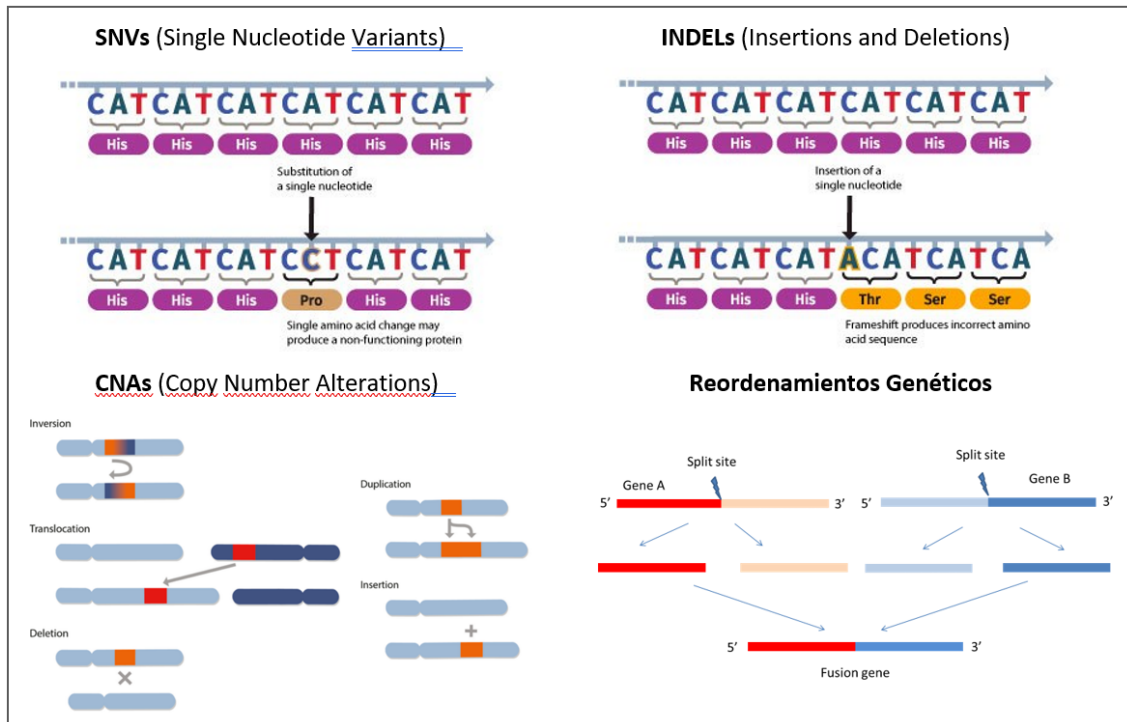 SNVs (Single Nucleotide Variants)
CATCATCATCATCATCAT
His His His His His His
Substitution of
a single nucleotide
CATCATCATCCTCATCAT
His His His Pro His His
Single amino acid change may
produce a non-functioning protein
INDELs (Insertions and Deletions)
CATCATCATCATCATCAT
His His His His His His
Insertion of a
single nucleotide
CATCATCATACATCATCA
His His His Thr Ser Ser
Frameshift produces incorrect amino
acid sequence
CNAs (Copy Number Alterations)
Inversion
Translocation
Deletion
Duplication
Insertion
Reordenamientos Genéticos
Split site
Gene A
5’ 3’
Split site
Gene B
5’ 3’
5’ 3’
Fusion gene